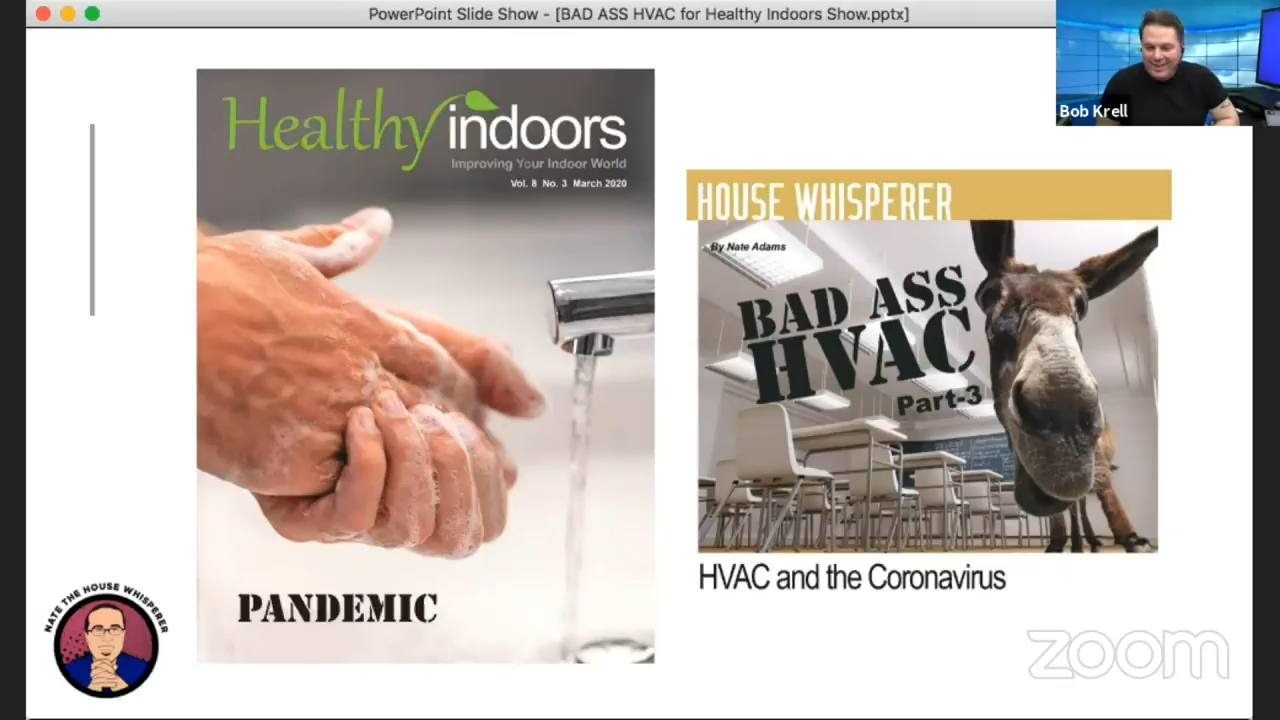 PowerPoint Slide Show - [BAD ASS HVAC for Healthy Indoors Show.pptx]
Bob Krell
Healthy indoors
Improving Your Indoor World
Vol. 8 No. 3 March 2020
PANDEMIC
HOUSE WHISPERER
By Nate Adams
BAD ASS
HVAC
Part-3
HVAC and the Coronavirus
NATE THE HOUSE WHISPERER
zoom